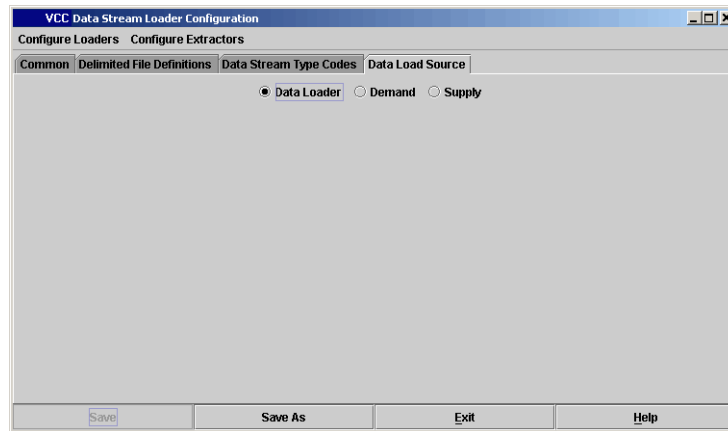 VCC Data Stream Loader Configuration
Configure Loaders Configure Extractors
Common Delimited File Definitions Data Stream Type Codes Data Load Source
Data Loader Demand Supply
Save Save As Exit Help